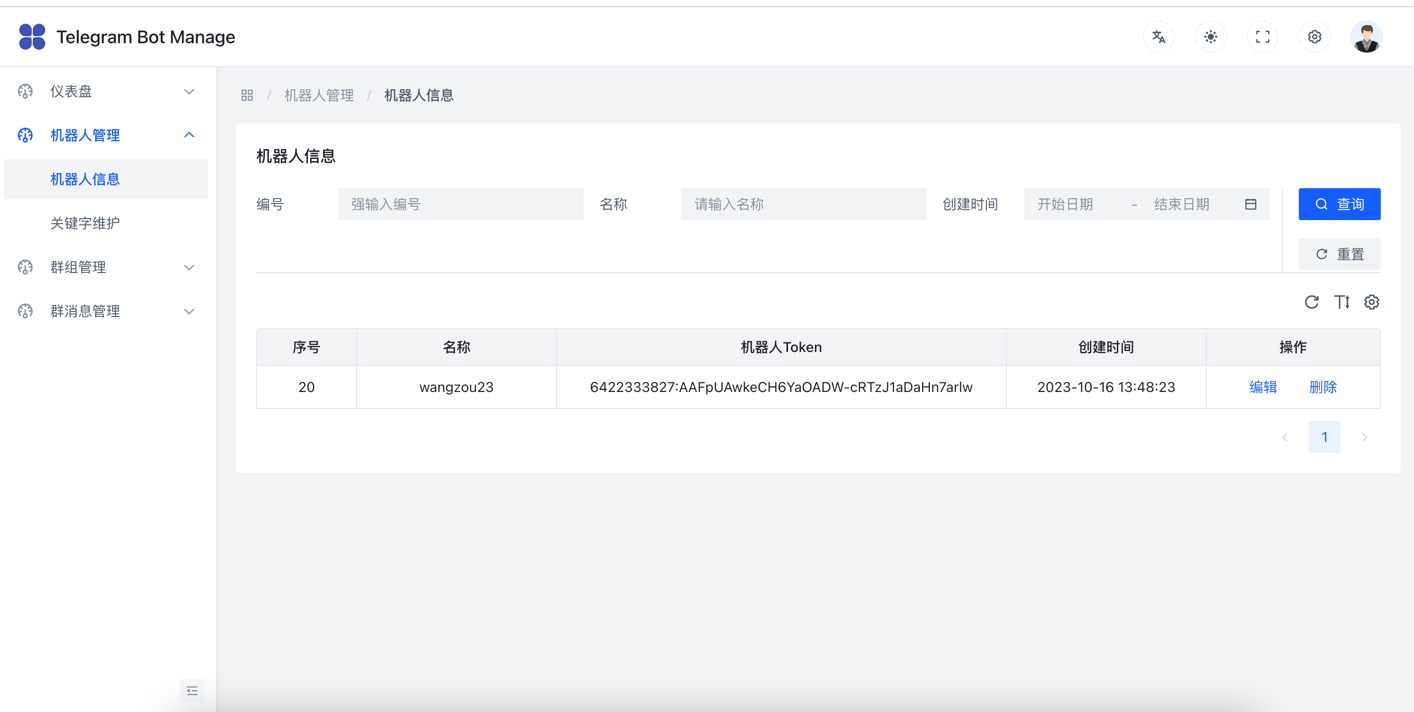 Telegram Bot Manage
仪表盘
机器人管理
机器人信息
关键字维护
群组管理
群消息管理
/ 机器人管理 / 机器人信息
机器人信息
编号 强输入编号 名称 请输入名称 创建时间 开始日期 - 结束日期 查询
重置
序号 名称 机器人Token 创建时间 操作
20 wangzou23 6422333827:AAFpUAwkeCH6YaOADW-cRTzJ1aDaHn7arlw 2023-10-16 13:48:23 编辑 删除
1